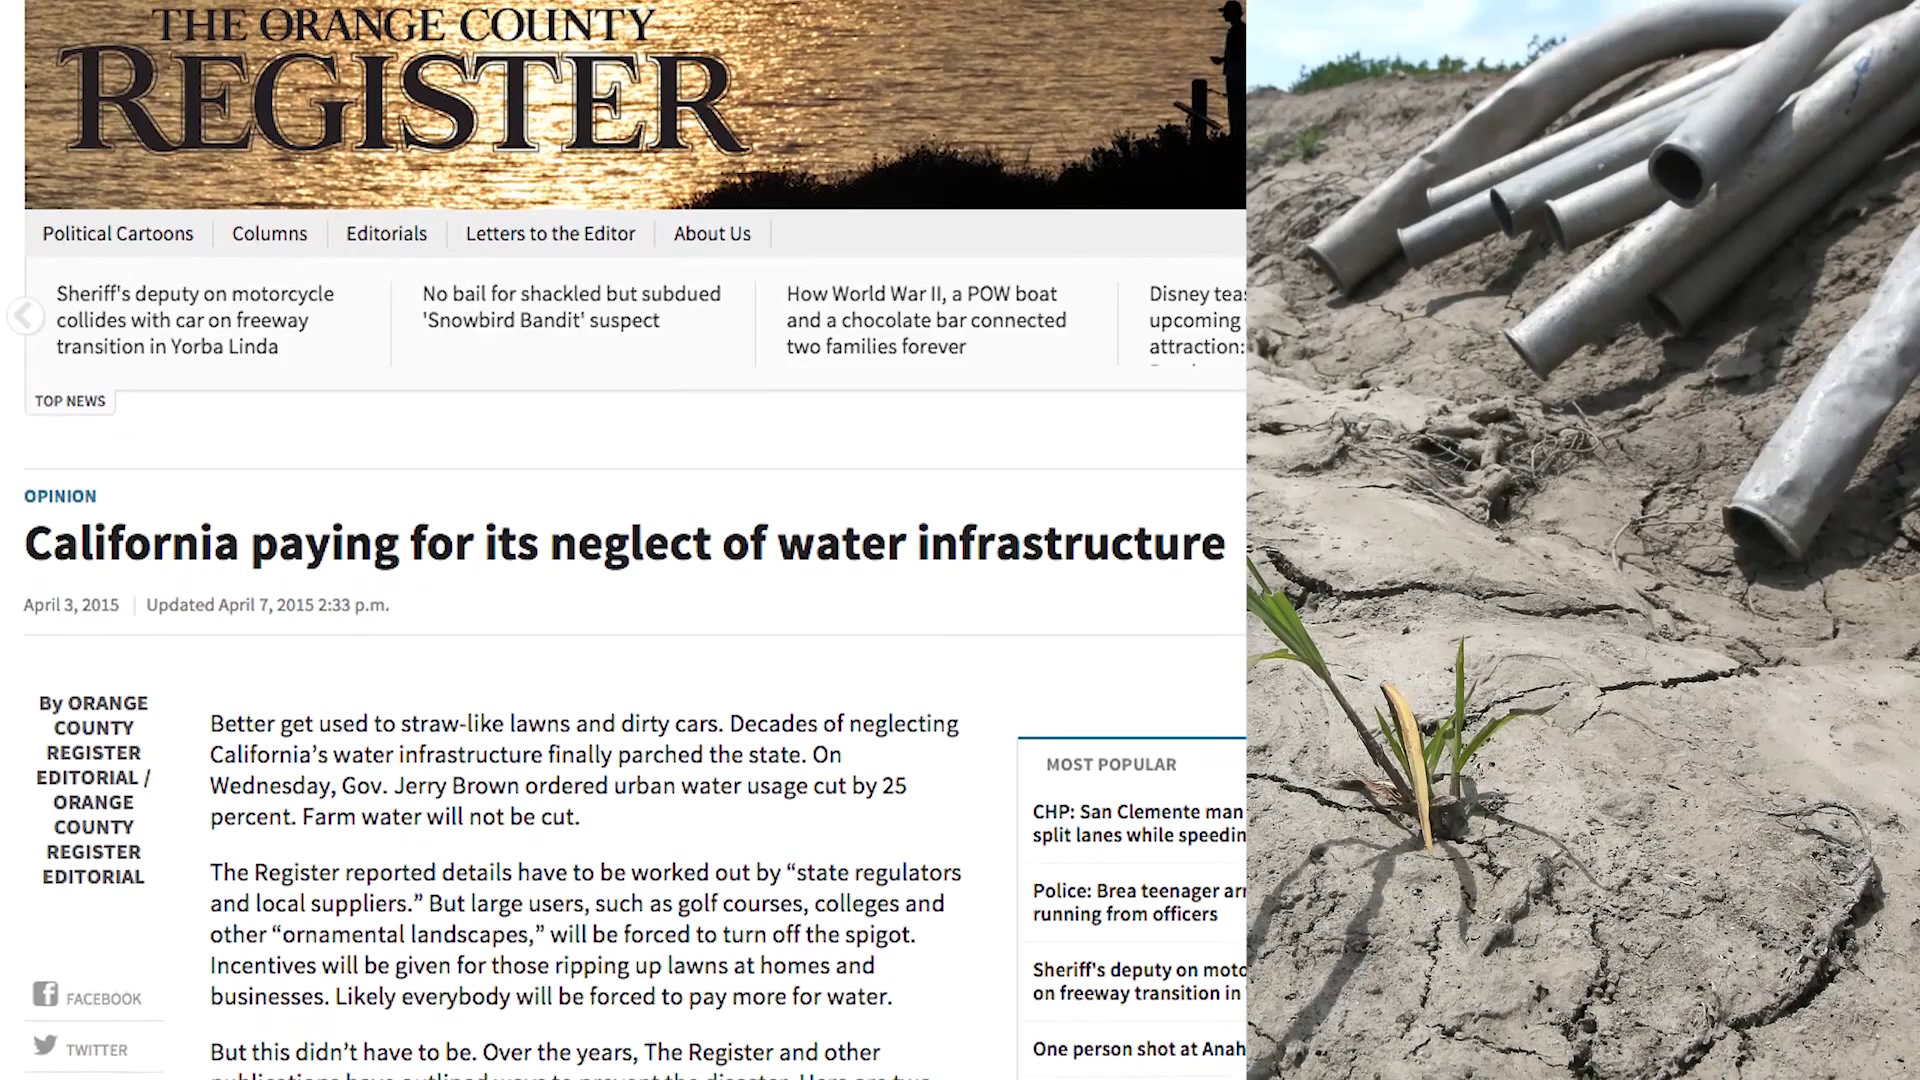 THE ORANGE COUNTY
REGISTER
Political Cartoons
Columns
Editorials
Letters to the Editor
About Us
Sheriff's deputy on motorcycle
collides with car on freeway
transition in Yorba Linda
No bail for shackled but subdued
'Snowbird Bandit' suspect
How World War II, a POW boat
and a chocolate bar connected
two families forever
Disney
upcoming
attraction:
TOP NEWS
OPINION
California paying for its neglect of water infrastructure
April 3, 2015
Updated April 7, 2015 2:33 p.m.
By ORANGE
COUNTY
REGISTER
EDITORIAL /
ORANGE
COUNTY
REGISTER
EDITORIAL
FACEBOOK
TWITTER
Better get used to straw-like lawns and dirty cars. Decades of neglecting
California’s water infrastructure finally parched the state. On
Wednesday, Gov. Jerry Brown ordered urban water usage cut by 25
percent. Farm water will not be cut.
The Register reported details have to be worked out by “state regulators
and local suppliers.” But large users, such as golf courses, colleges and
other “ornamental landscapes,” will be forced to turn off the spigot.
Incentives will be given for those ripping up lawns at homes and
businesses. Likely everybody will be forced to pay more for water.
But this didn’t have to be. Over the years, The Register and other
MOST POPULAR
CHP: San Clemente man
split lanes while
Police: Brea teenager
running from officers
Sheriff's deputy on
on freeway transition in
One person shot at